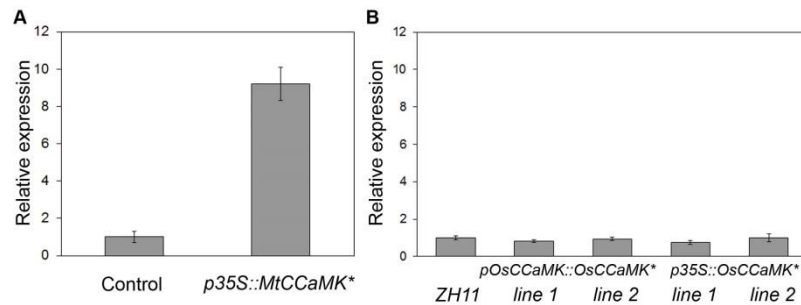 A
Relative expression
12
10
8
6
4
2
0
Control p35S::MtCCaMK*
B
Relative expression
12
10
8
6
4
2
0
pOsCCaMK::OsCCaMK* p35S::OsCCaMK*
ZH11 line 1 line 2 line 1 line 2